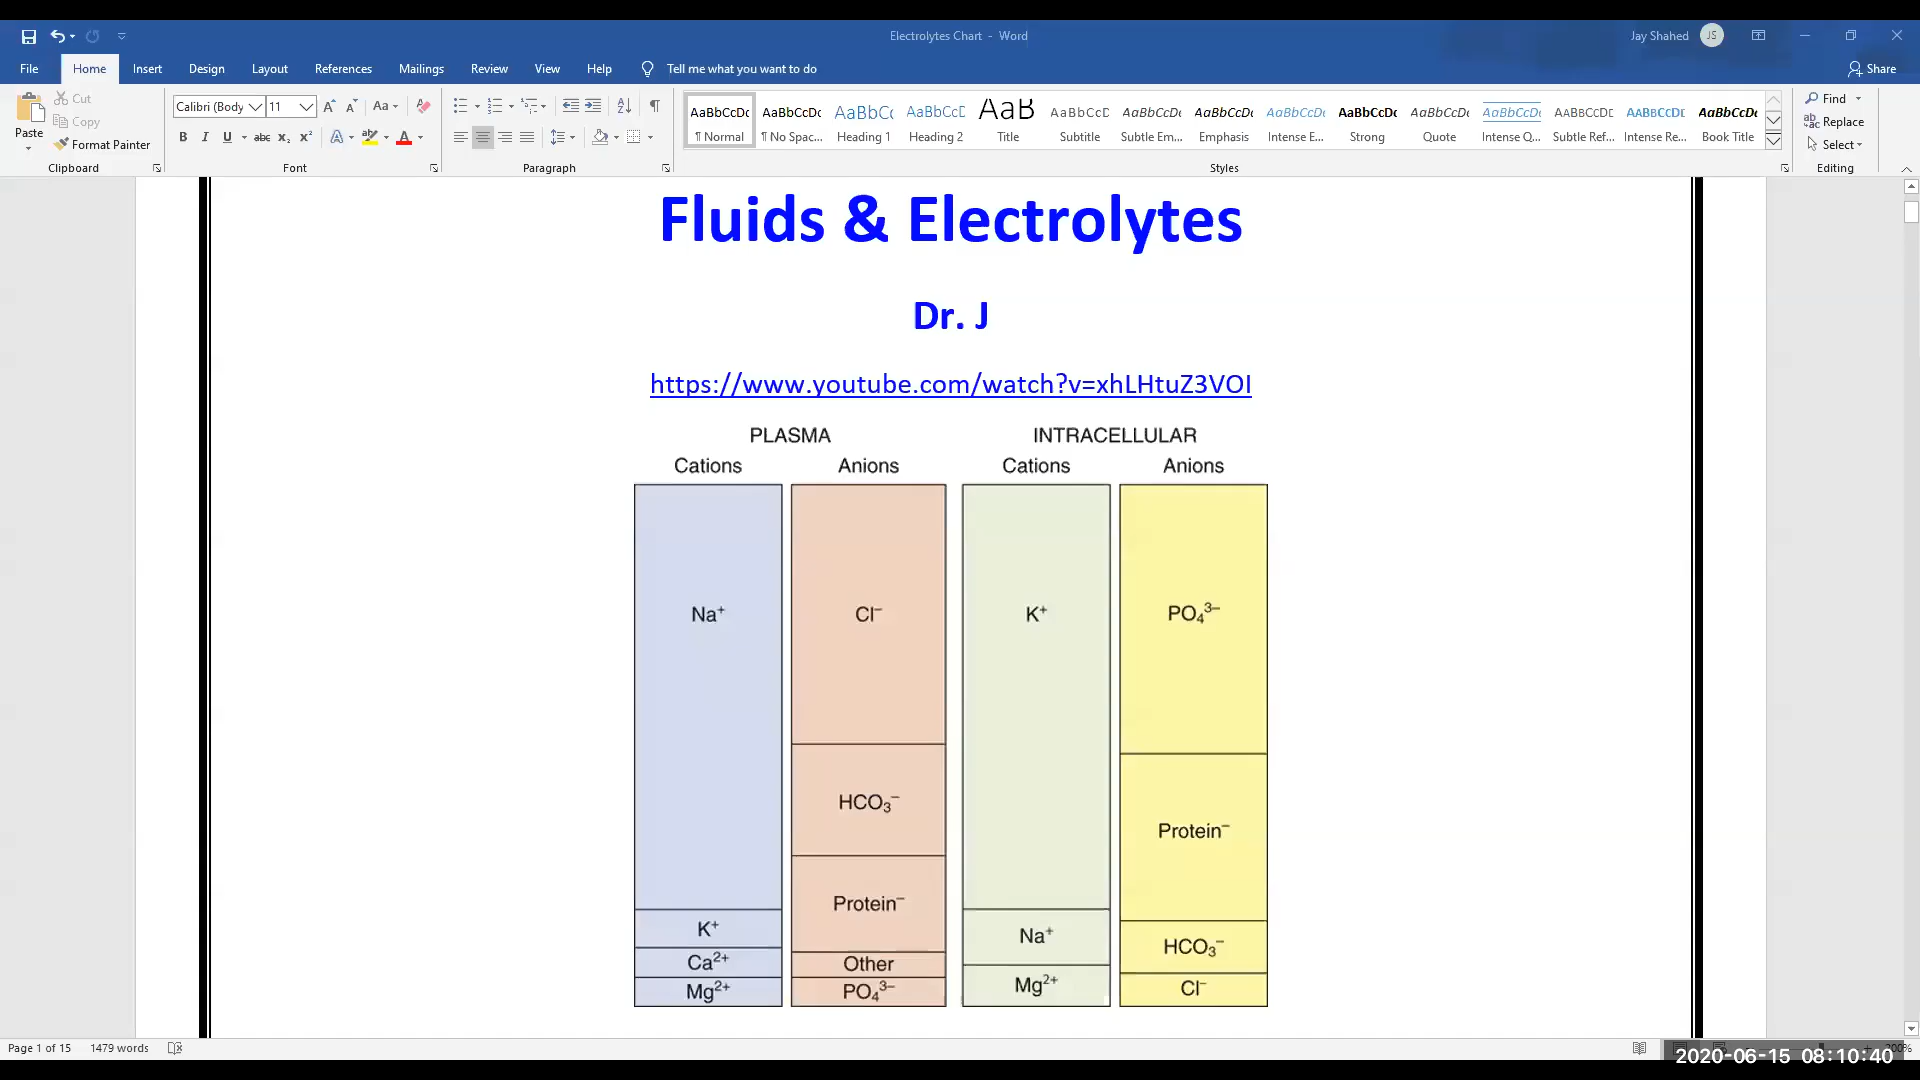 Electrolytes Chart - Word
Jay Shahed JS
File Home Insert Design Layout References Mailings Review View Help Tell me what you want to do Share
Paste
Cut
Copy
Format Painter
Clipboard
Calibri (Body 11
Font
Paragraph
AaBbCcDc ¶ Normal
AaBbCcDc ¶ No Spac...
AaBbCc Heading 1
AaBbCcD Heading 2
AaB Title
AaBbCcD Subtitle
AaBbCcDc Subtle Em...
AaBbCcDc Emphasis
AaBbCcDc Intense E...
AaBbCcDc Strong
AaBbCcDc Quote
AaBbCcDc Intense Q...
AABBCCDD Subtle Ref...
AABBCCDD Intense Re...
AaBbCcDc Book Title
Styles
Find
Replace
Select
Editing
Fluids & Electrolytes
Dr. J
https://www.youtube.com/watch?v=xhLHtuZ3VOI
PLASMA INTRACELLULAR
Cations Anions Cations Anions
Na⁺ Cl⁻ K⁺ PO₄³⁻
HCO₃⁻
Protein⁻
Protein⁻
K⁺ Na⁺ HCO₃⁻
Ca²⁺ Other
Mg²⁺ PO₄³⁻ Mg²⁺ Cl⁻
Page 1 of 15 1479 words
2020-06-15 08:10:40